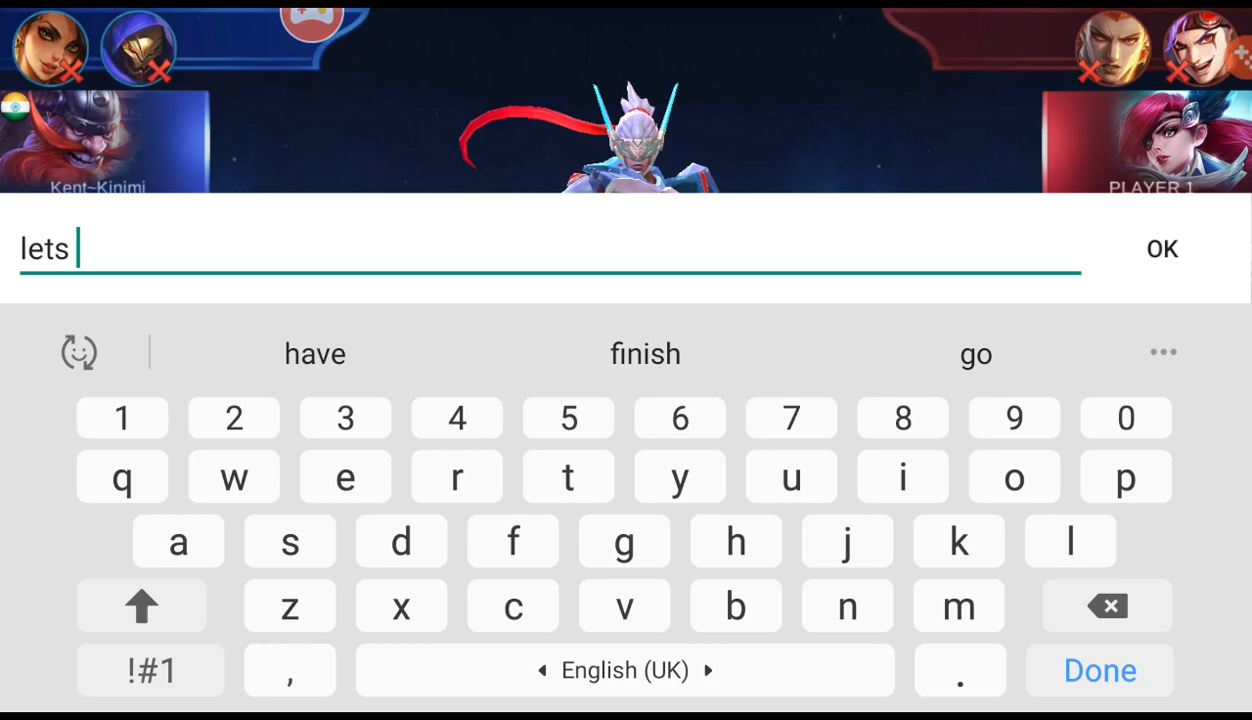 Kent~Kinimi
PLAYER 1
lets
OK
have finish go
1 2 3 4 5 6 7 8 9 0
q w e r t y u i o p
a s d f g h j k l
z x c v b n m
!#1 , English (UK) . Done